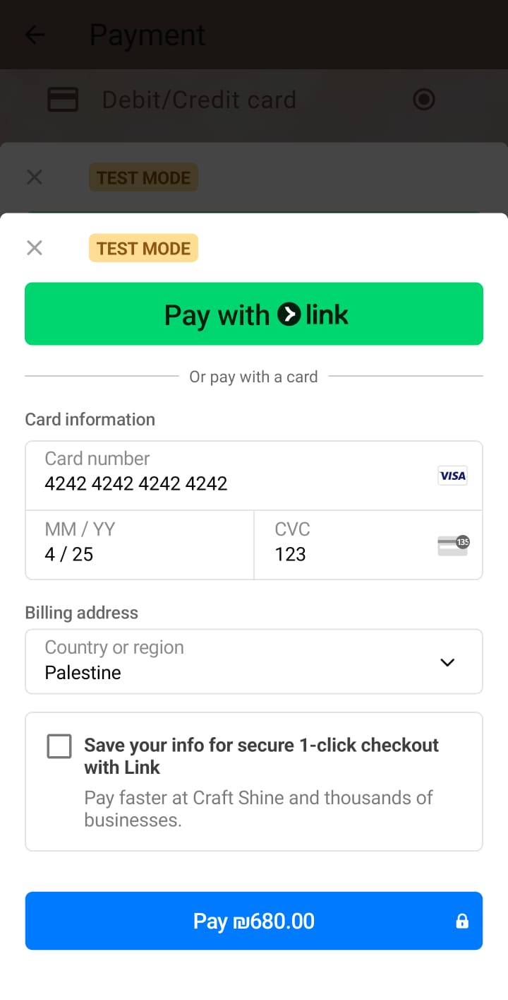 Payment
Debit/Credit card
TEST MODE
TEST MODE
Pay with link
Or pay with a card
Card information
Card number
4242 4242 4242 4242
VISA
MM / YY
4 / 25
CVC
123
135
Billing address
Country or region
Palestine
Save your info for secure 1-click checkout
with Link
Pay faster at Craft Shine and thousands of
businesses.
Pay ₪680.00